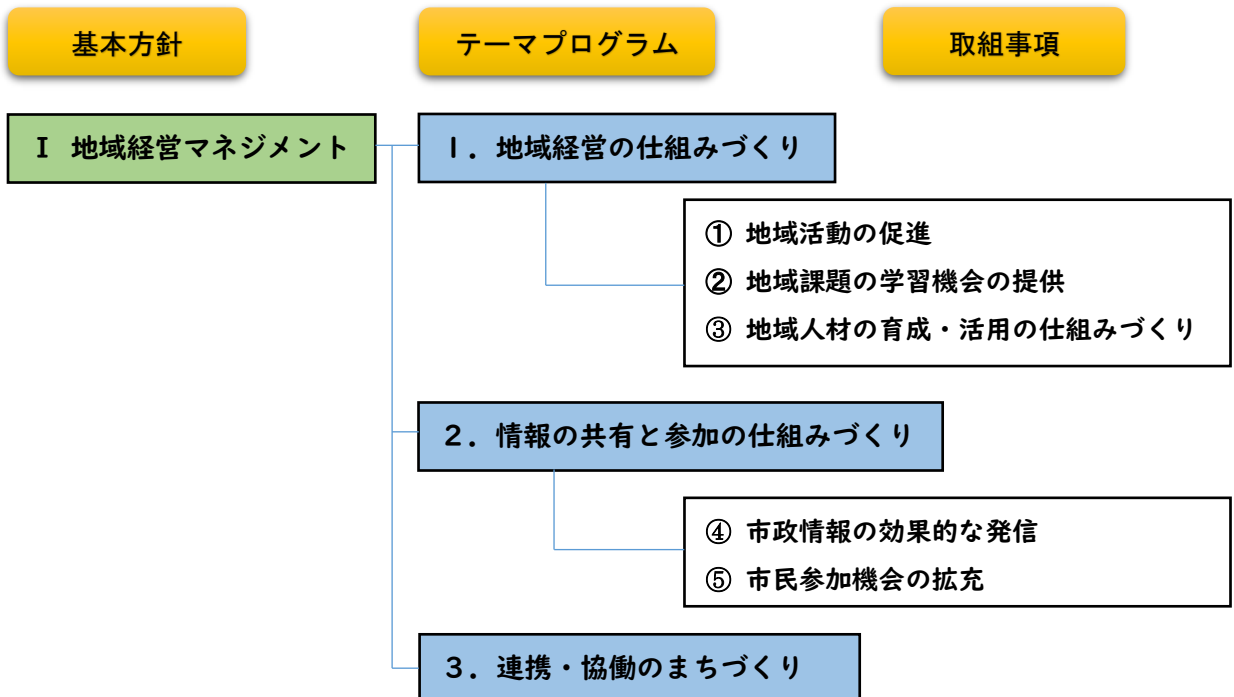 基本方針
テーマプログラム
取組事項
Ⅰ 地域経営マネジメント
1．地域経営の仕組みづくり
① 地域活動の促進
② 地域課題の学習機会の提供
③ 地域人材の育成・活用の仕組みづくり
２．情報の共有と参加の仕組みづくり
④ 市政情報の効果的な発信
⑤ 市民参加機会の拡充
３．連携・協働のまちづくり